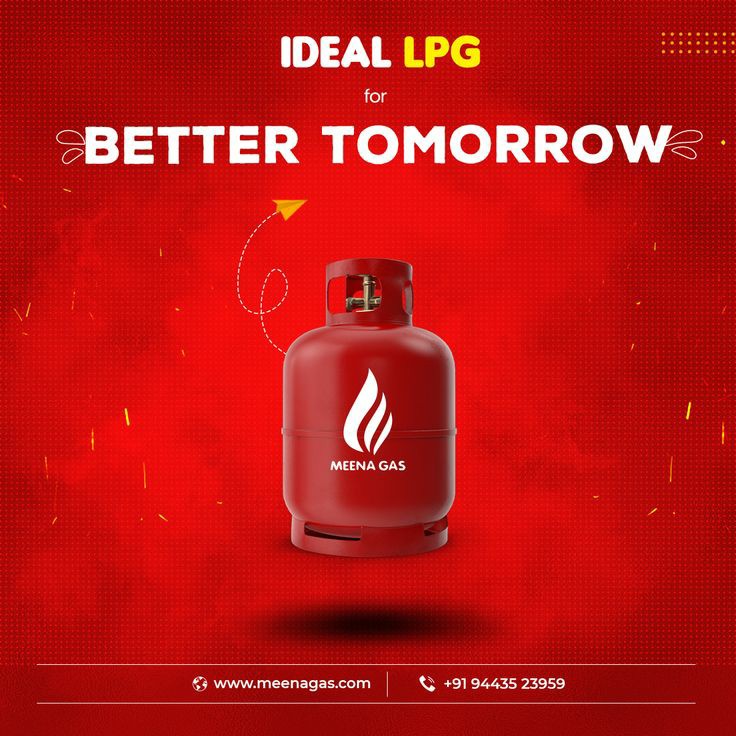 IDEAL LPG
for
BETTER TOMORROW
MEENA GAS
www.meenagas.com
+91 94435 23959